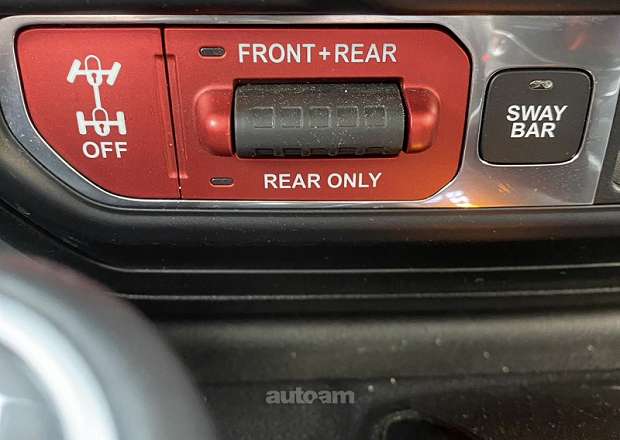 FRONT+REAR
OFF
REAR ONLY
SWAY
BAR
autoam